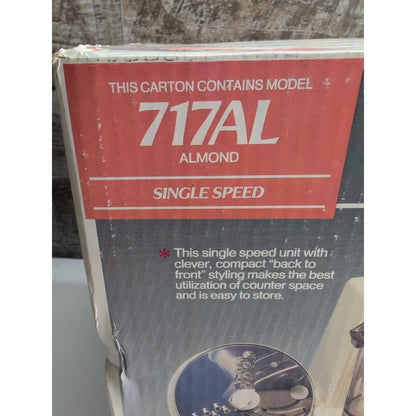 THIS CARTON CONTAINS MODEL
717AL
ALMOND
SINGLE SPEED
* This single speed unit with
clever, compact "back to
front" styling makes the best
utilization of counter space
and is easy to store.